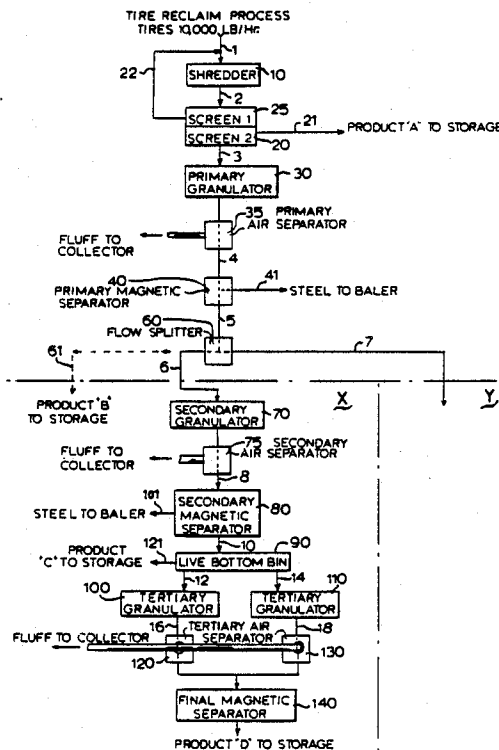 TIRE RECLAIM PROCESS
TIRES 10,000 LB/Hr.
1
22
SHREDDER
10
2
25
SCREEN 1
21
PRODUCT "A" TO STORAGE
SCREEN 2
20
3
30
PRIMARY
GRANULATOR
35 PRIMARY
AIR SEPARATOR
FLUFF TO
COLLECTOR
4
40
41
PRIMARY MAGNETIC
SEPARATOR
STEEL TO BALER
60
5
FLOW SPLITTER
61
7
6
PRODUCT "B"
TO STORAGE
X
Y
SECONDARY
GRANULATOR
70
FLUFF TO
COLLECTOR
75 SECONDARY
AIR SEPARATOR
8
101
STEEL TO BALER
SECONDARY
MAGNETIC
SEPARATOR
80
10
90
PRODUCT
"C" TO STORAGE
121
LIVE BOTTOM BIN
12
14
100
110
TERTIARY
GRANULATOR
TERTIARY
GRANULATOR
16
TERTIARY AIR
SEPARATOR
18
FLUFF TO COLLECTOR
120
130
FINAL MAGNETIC
SEPARATOR
140
PRODUCT "D" TO STORAGE